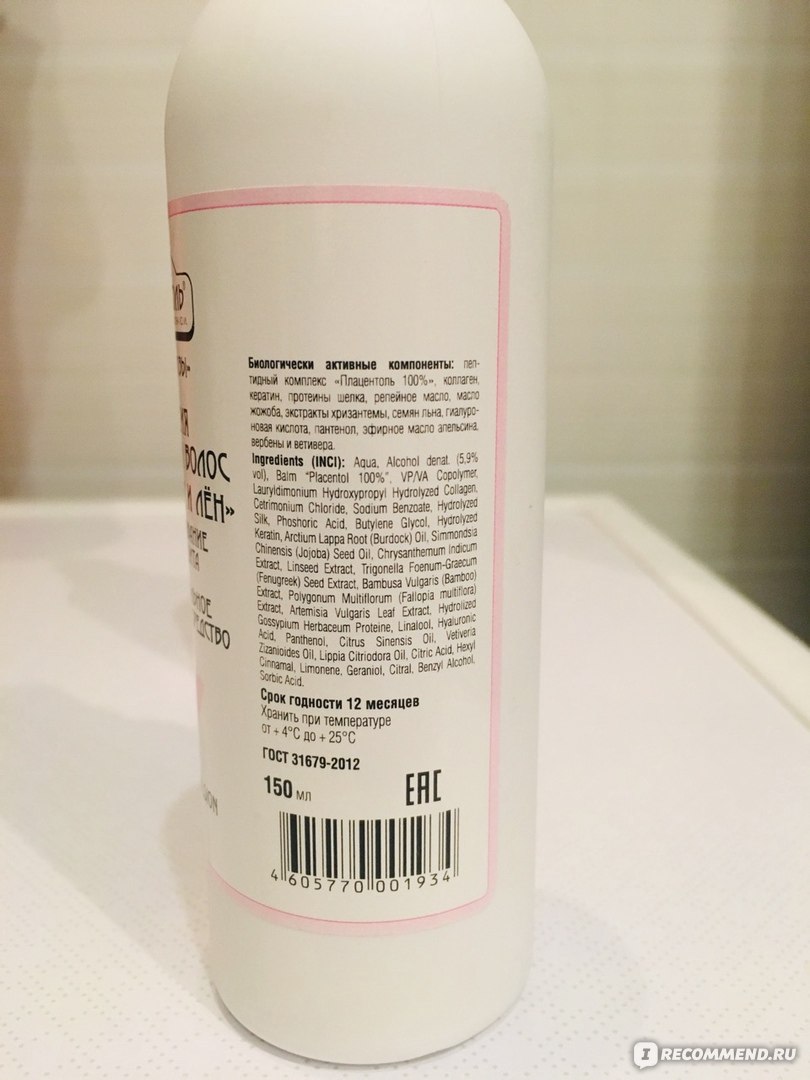 ВОЛОС
ЛЁН»
Биологически активные компоненты: пеп-
тидный комплекс «Плацентоль 100%», коллаген,
кератин, протеины шелка, репейное масло, масло
жожоба, экстракты хризантемы, семян льна, гиалуро-
новая кислота, пантенол, эфирное масло апельсина,
вербены и ветивера.
Ingredients (INCI): Aqua, Alcohol denat. (5,9%
vol), Balm "Placentol 100%", VP/VA Copolymer,
Lauryldimonium Hydroxypropyl Hydrolyzed Collagen,
Cetrimonium Chloride, Sodium Benzoate, Hydrolyzed
Silk, Phoshoric Acid, Butylene Glycol, Hydrolyzed
Keratin, Arctium Lappa Root (Burdock) Oil, Simmondsia
Chinensis (Jojoba) Seed Oil, Chrysanthemum Indicum
Extract, Linseed Extract, Trigonella Foenum-Graecum
(Fenugreek) Seed Extract, Bambusa Vulgaris (Bamboo)
Extract, Polygonum Multiflorum (Fallopia multiflora)
Extract, Artemisia Vulgaris Leaf Extract, Hydrolized
Gossypium Herbaceum Proteine, Linalool, Hyaluronic
Acid, Panthenol, Citrus Sinensis Oil, Vetiveria
Zizanioides Oil, Lippia Citriodora Oil, Citric Acid, Hexyl
Cinnamal, Limonene, Geraniol, Citral, Benzyl Alcohol,
Sorbic Acid.
Срок годности 12 месяцев
Хранить при температуре
от + 4°С до + 25°С
ГОСТ 31679-2012
150 мл EAC
4 605770 001934
I RECOMMEND.RU